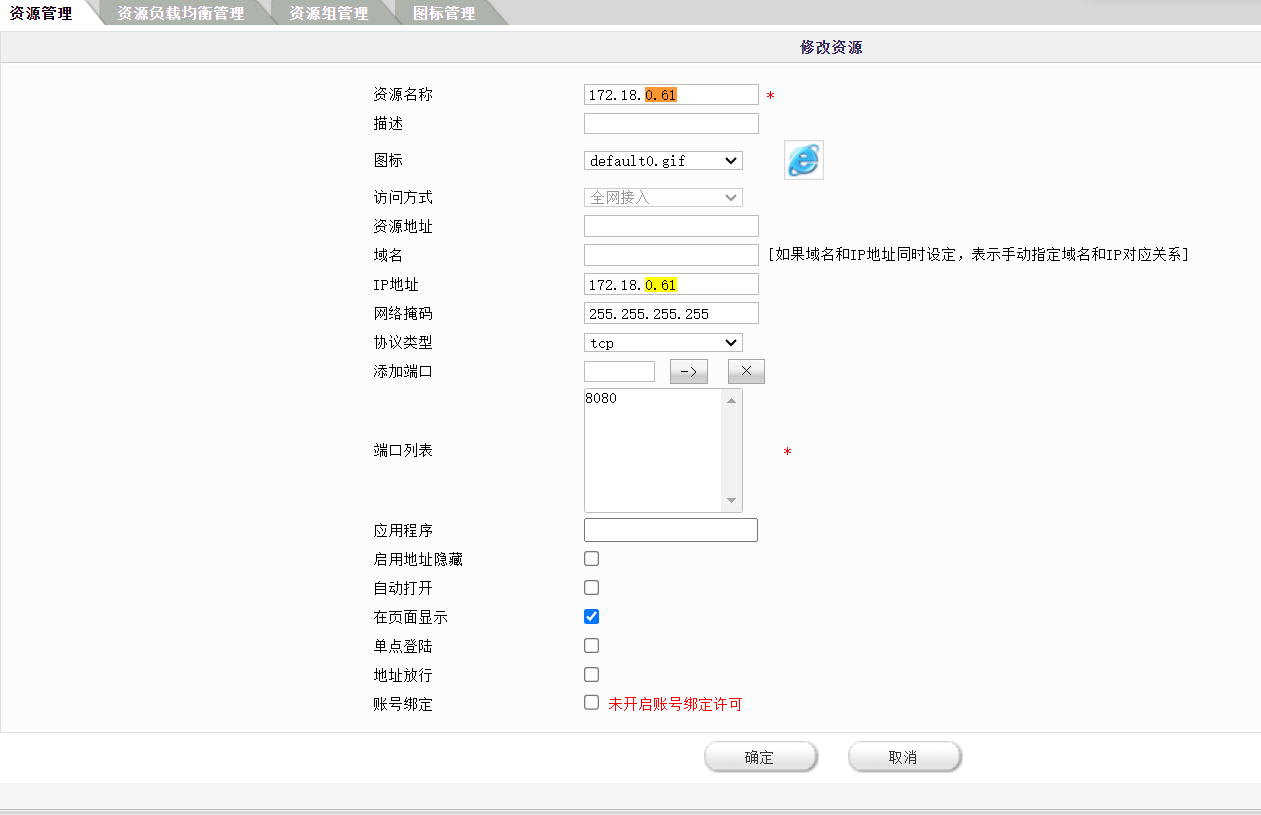 资源管理 资源负载均衡管理 资源组管理 图标管理
修改资源
资源名称 172.18.0.61 *
描述
图标 default0.gif
访问方式 全网接入
资源地址
域名 [如果域名和IP地址同时设定，表示手动指定域名和IP对应关系]
IP地址 172.18.0.61
网络掩码 255.255.255.255
协议类型 tcp
添加端口 -> ×
8080
端口列表 *
应用程序
启用地址隐藏
自动打开
在页面显示
单点登陆
地址放行
账号绑定 未开启账号绑定许可
确定 取消